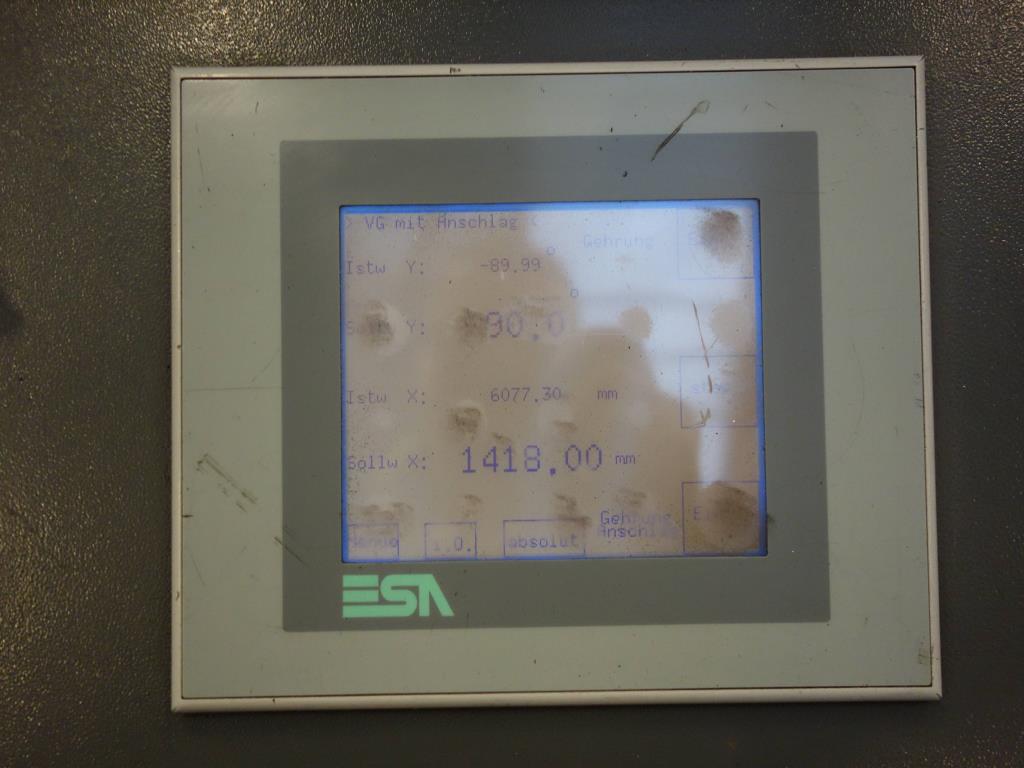 > VG mit Anschlag <
Gehrung
Istw Y: -89.99 °
Sollw Y: 90.0 °
Istw X: 6077.30 mm
Sollw X: 1418.00 mm
Gehrung
Anschlag
absolut
ESA